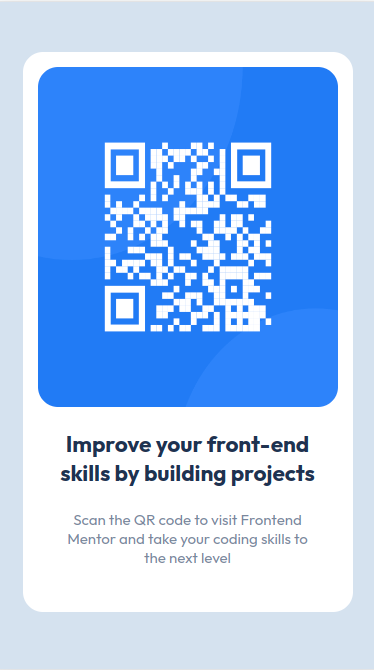 Improve your front-end
skills by building projects
Scan the QR code to visit Frontend
Mentor and take your coding skills to
the next level